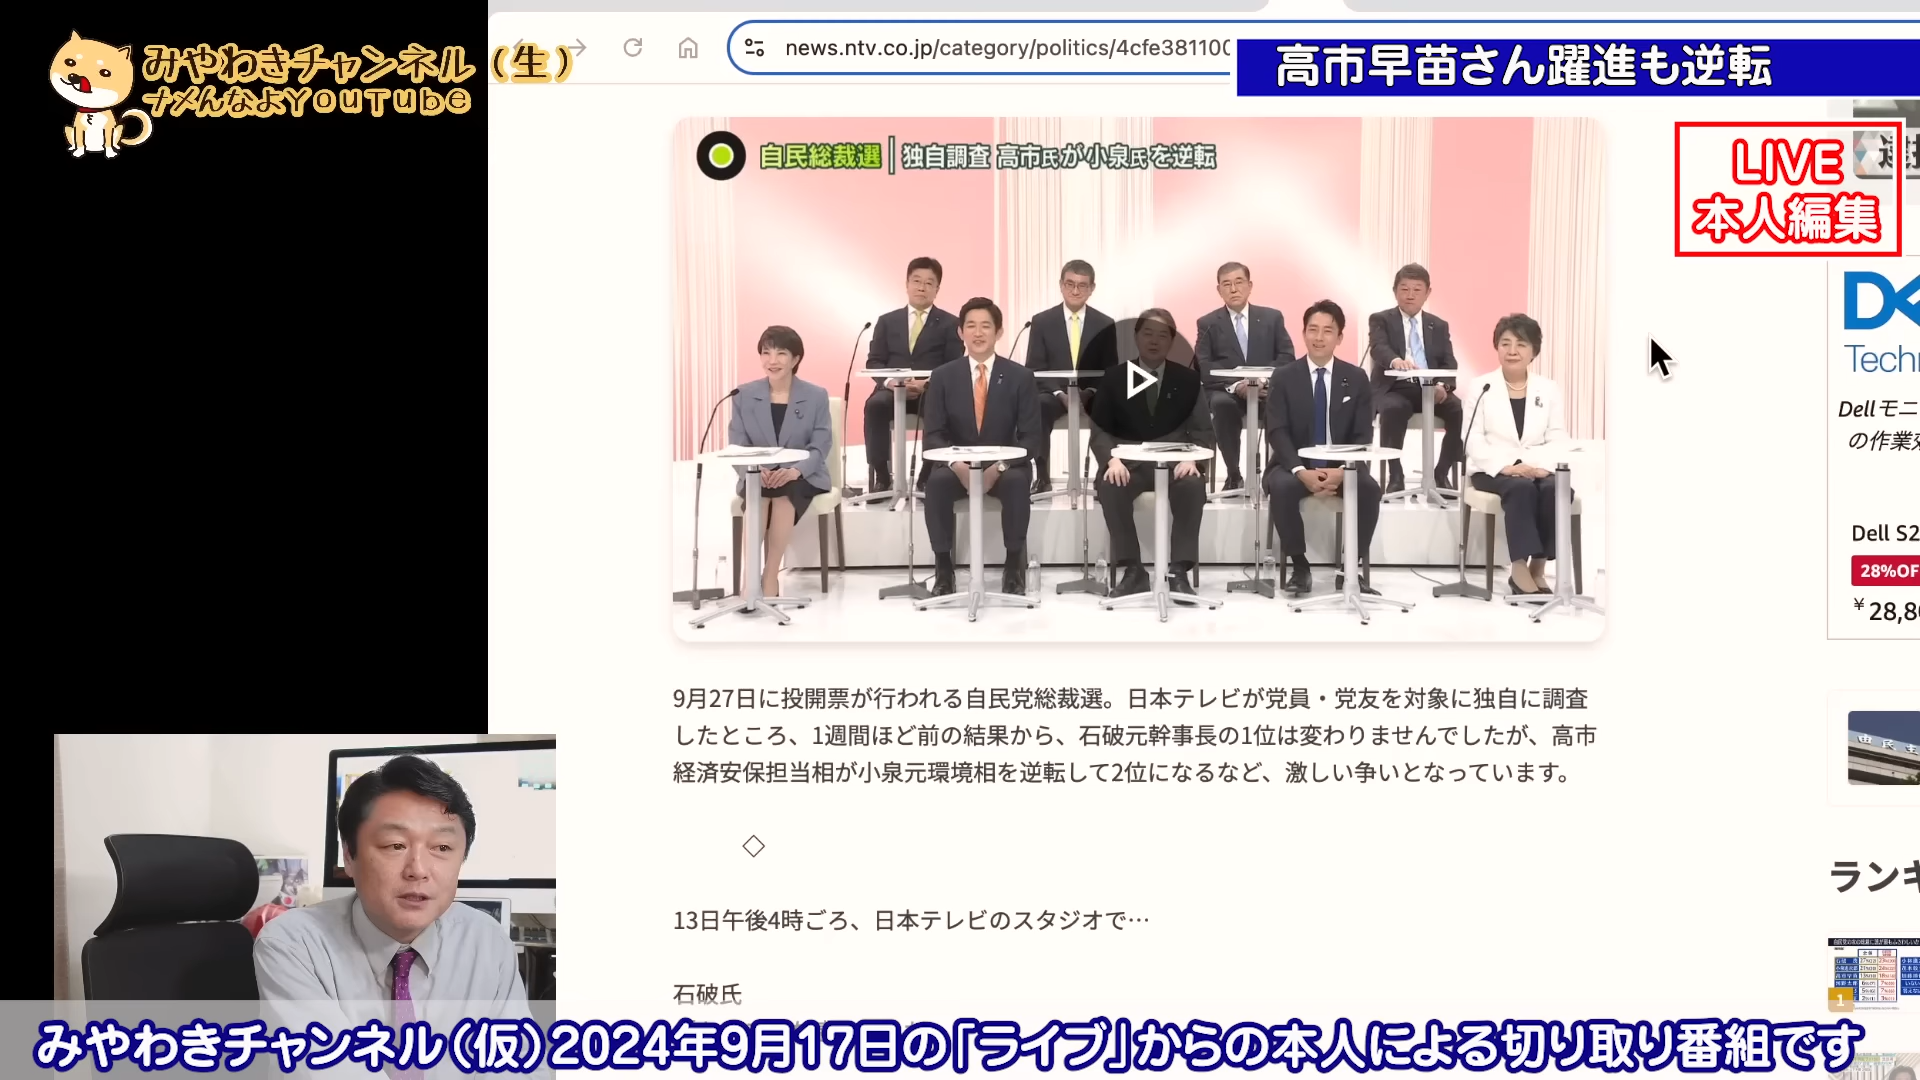 みやわきチャンネル（生）
ナメんなよYouTube
news.ntv.co.jp/category/politics/4cfe381100
高市早苗さん躍進も逆転
LIVE
本人編集
自民総裁選 | 独自調査 高市氏が小泉氏を逆転
9月27日に投開票が行われる自民党総裁選。日本テレビが党員・党友を対象に独自に調査
したところ、1週間ほど前の結果から、石破元幹事長の1位は変わりませんでしたが、高市
経済安保担当相が小泉元環境相を逆転して2位になるなど、激しい争いとなっています。
◇
13日午後4時ごろ、日本テレビのスタジオで…
石破氏
Dellモニ
の作業
Dell S2
28%OF
¥28,8
ランキ
1
みやわきチャンネル（仮）2024年9月17日の「ライブ」からの本人による切り取り番組です